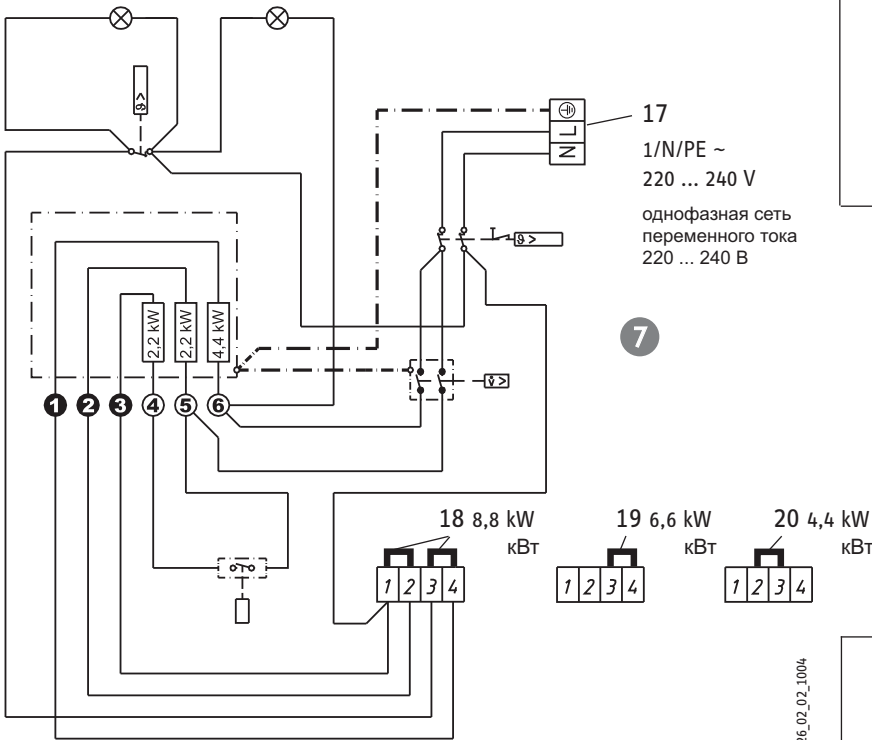 ϑ>
⏚
L
N
17
1/N/PE ~
220 ... 240 V
однофазная сеть
переменного тока
220 ... 240 В
ϑ >
2,2 kW
2,2 kW
4,4 kW
7
v̇ >
1 2 3 4 5 6
18 8,8 kW
кВт
1 2 3 4
19 6,6 kW
кВт
1 2 3 4
20 4,4 kW
кВт
1 2 3 4
26_02_02_1004